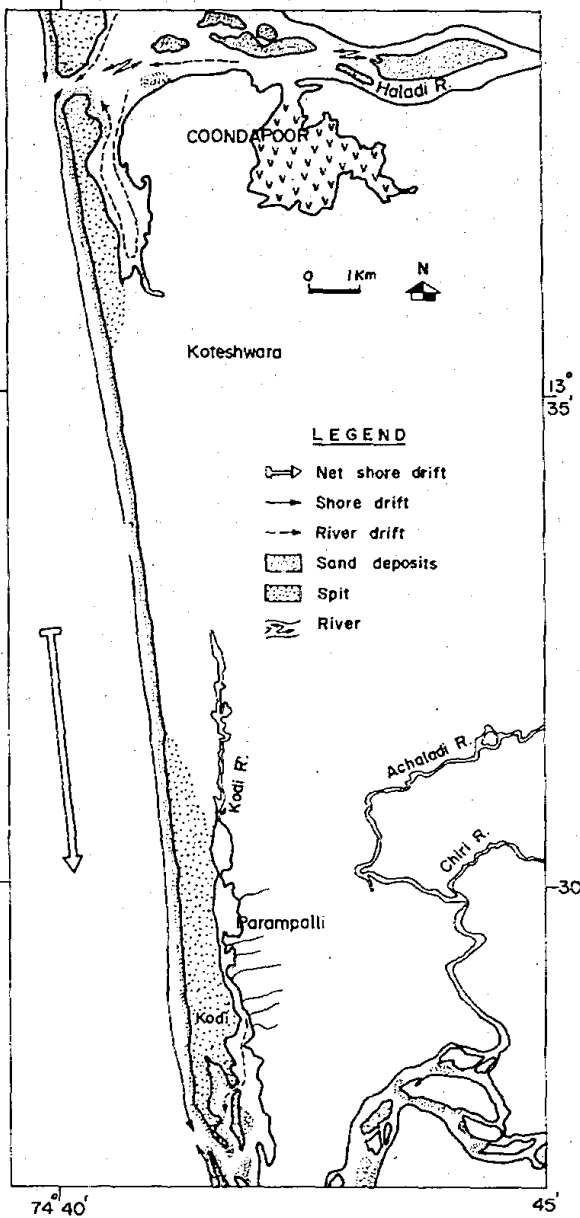 Haladi R.
COONDAPOOR
0 1Km
N
Koteshwara
13°
35'
LEGEND
Net shore drift
Shore drift
River drift
Sand deposits
Spit
River
Kodi R.
Achaladi R.
Chiri R.
30
Parampalli
Kodi
74° 40'
45'